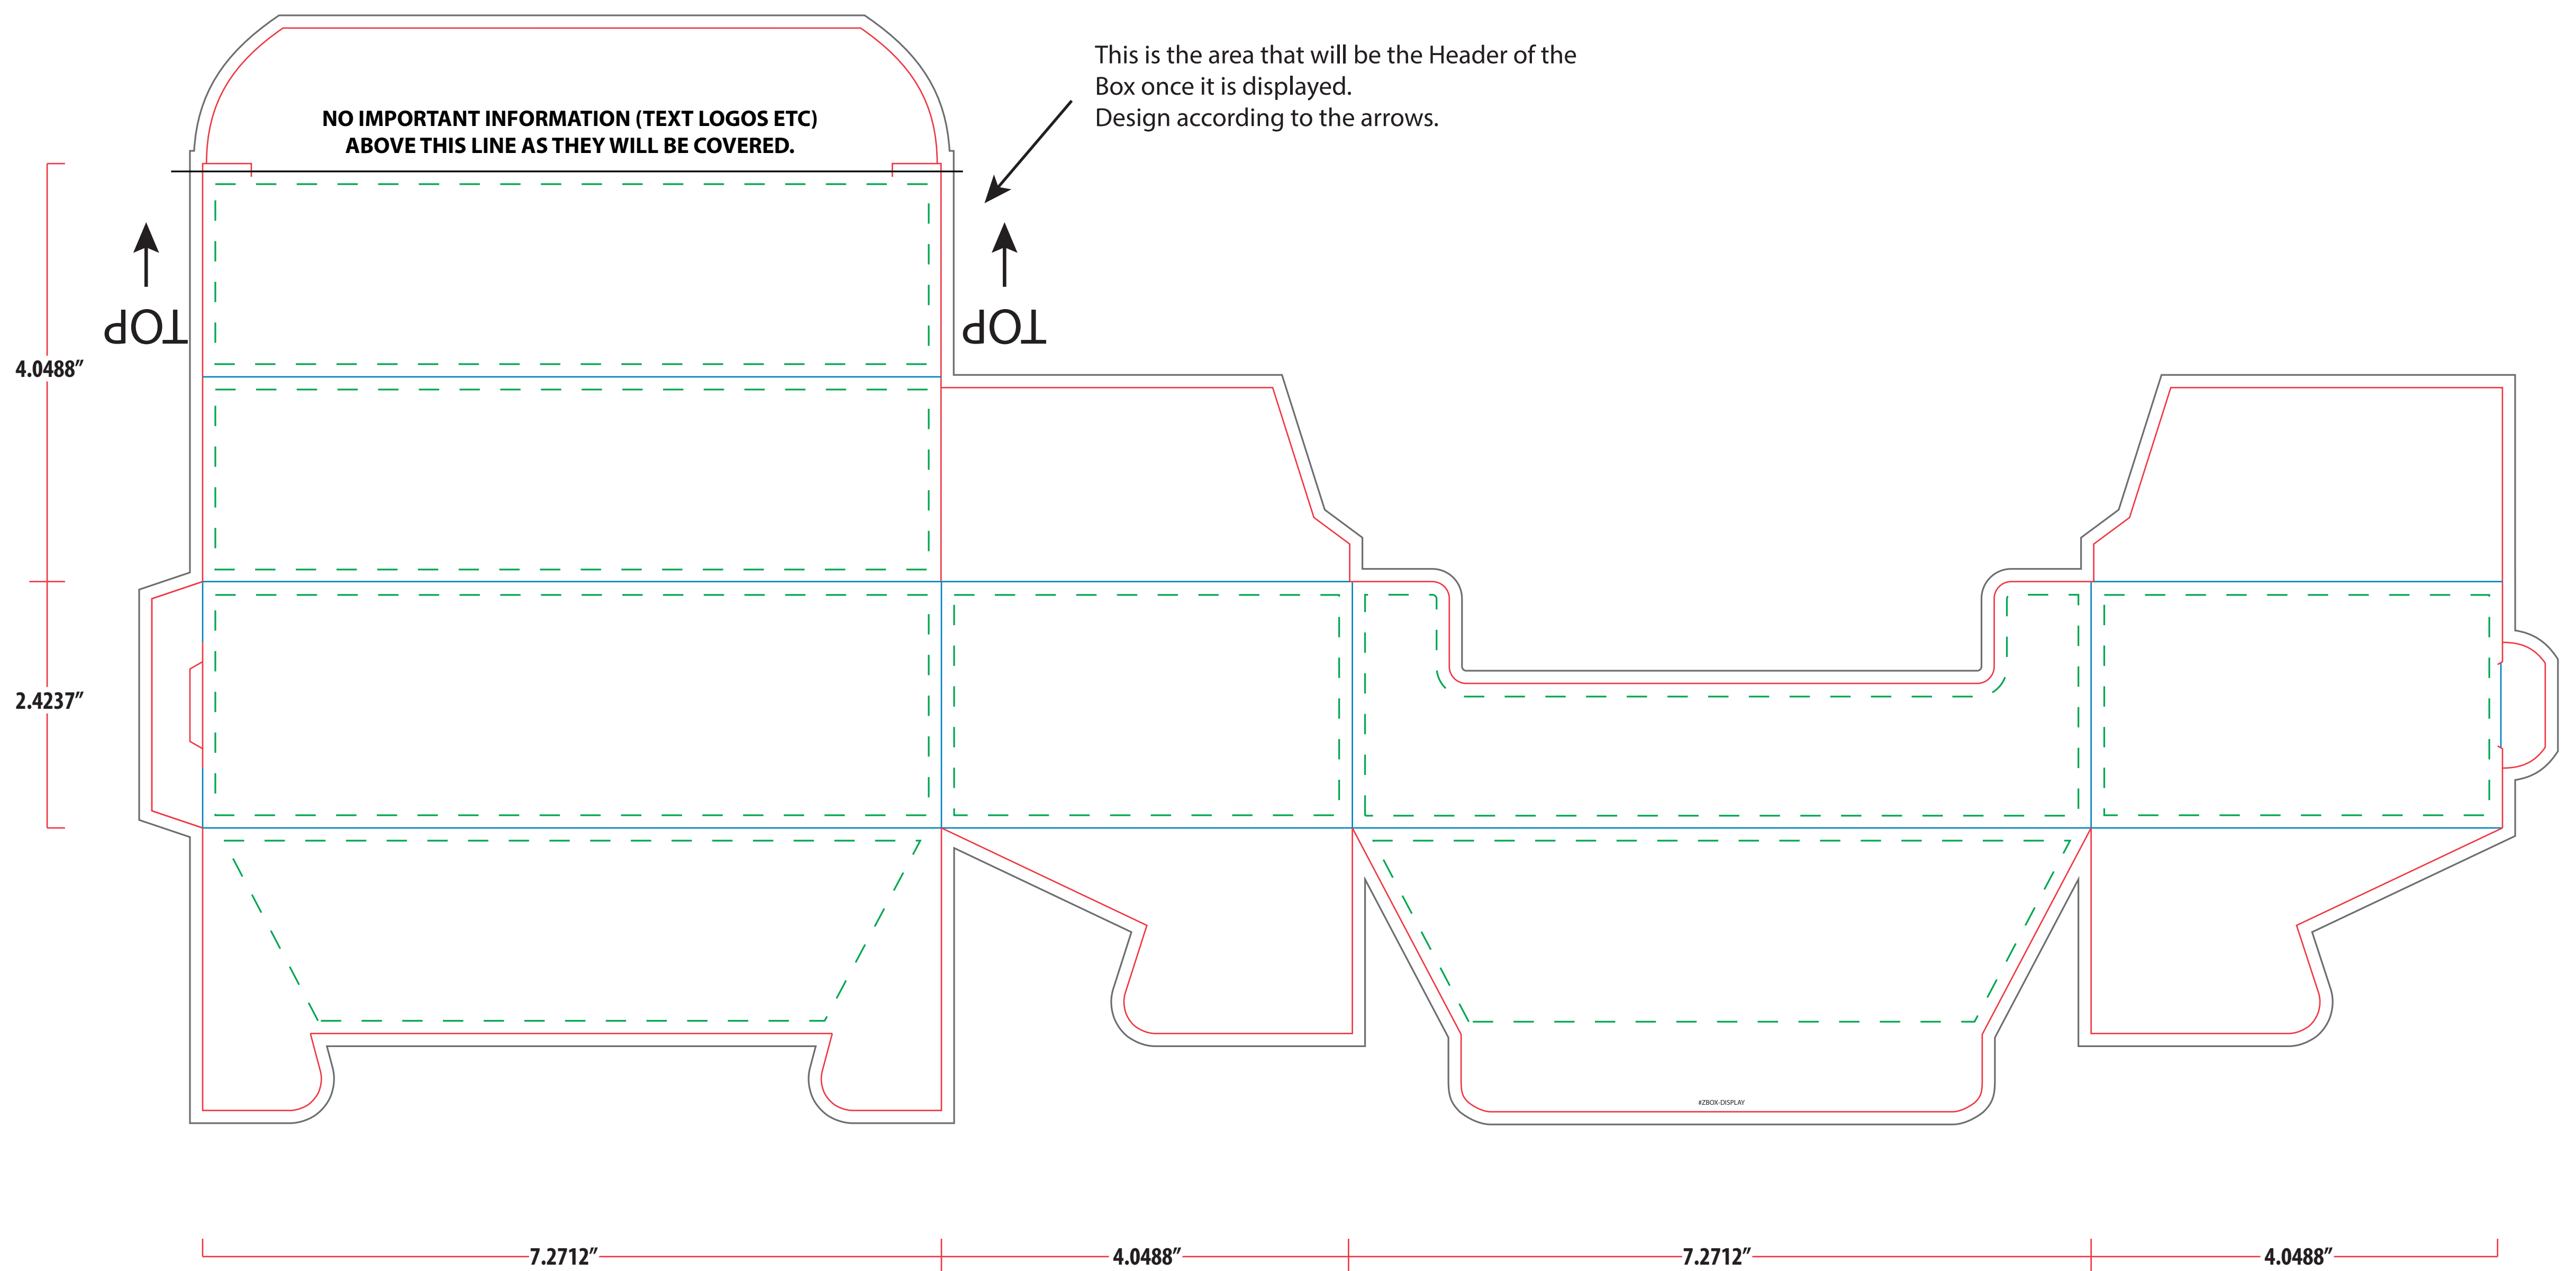 This is the area that will be the Header of the
Box once it is displayed.
Design according to the arrows.
NO IMPORTANT INFORMATION (TEXT LOGOS ETC)
ABOVE THIS LINE AS THEY WILL BE COVERED.
TOP
TOP
4.0488”
2.4237”
#ZBOX-DISPLAY
7.2712”
4.0488”
7.2712”
4.0488”